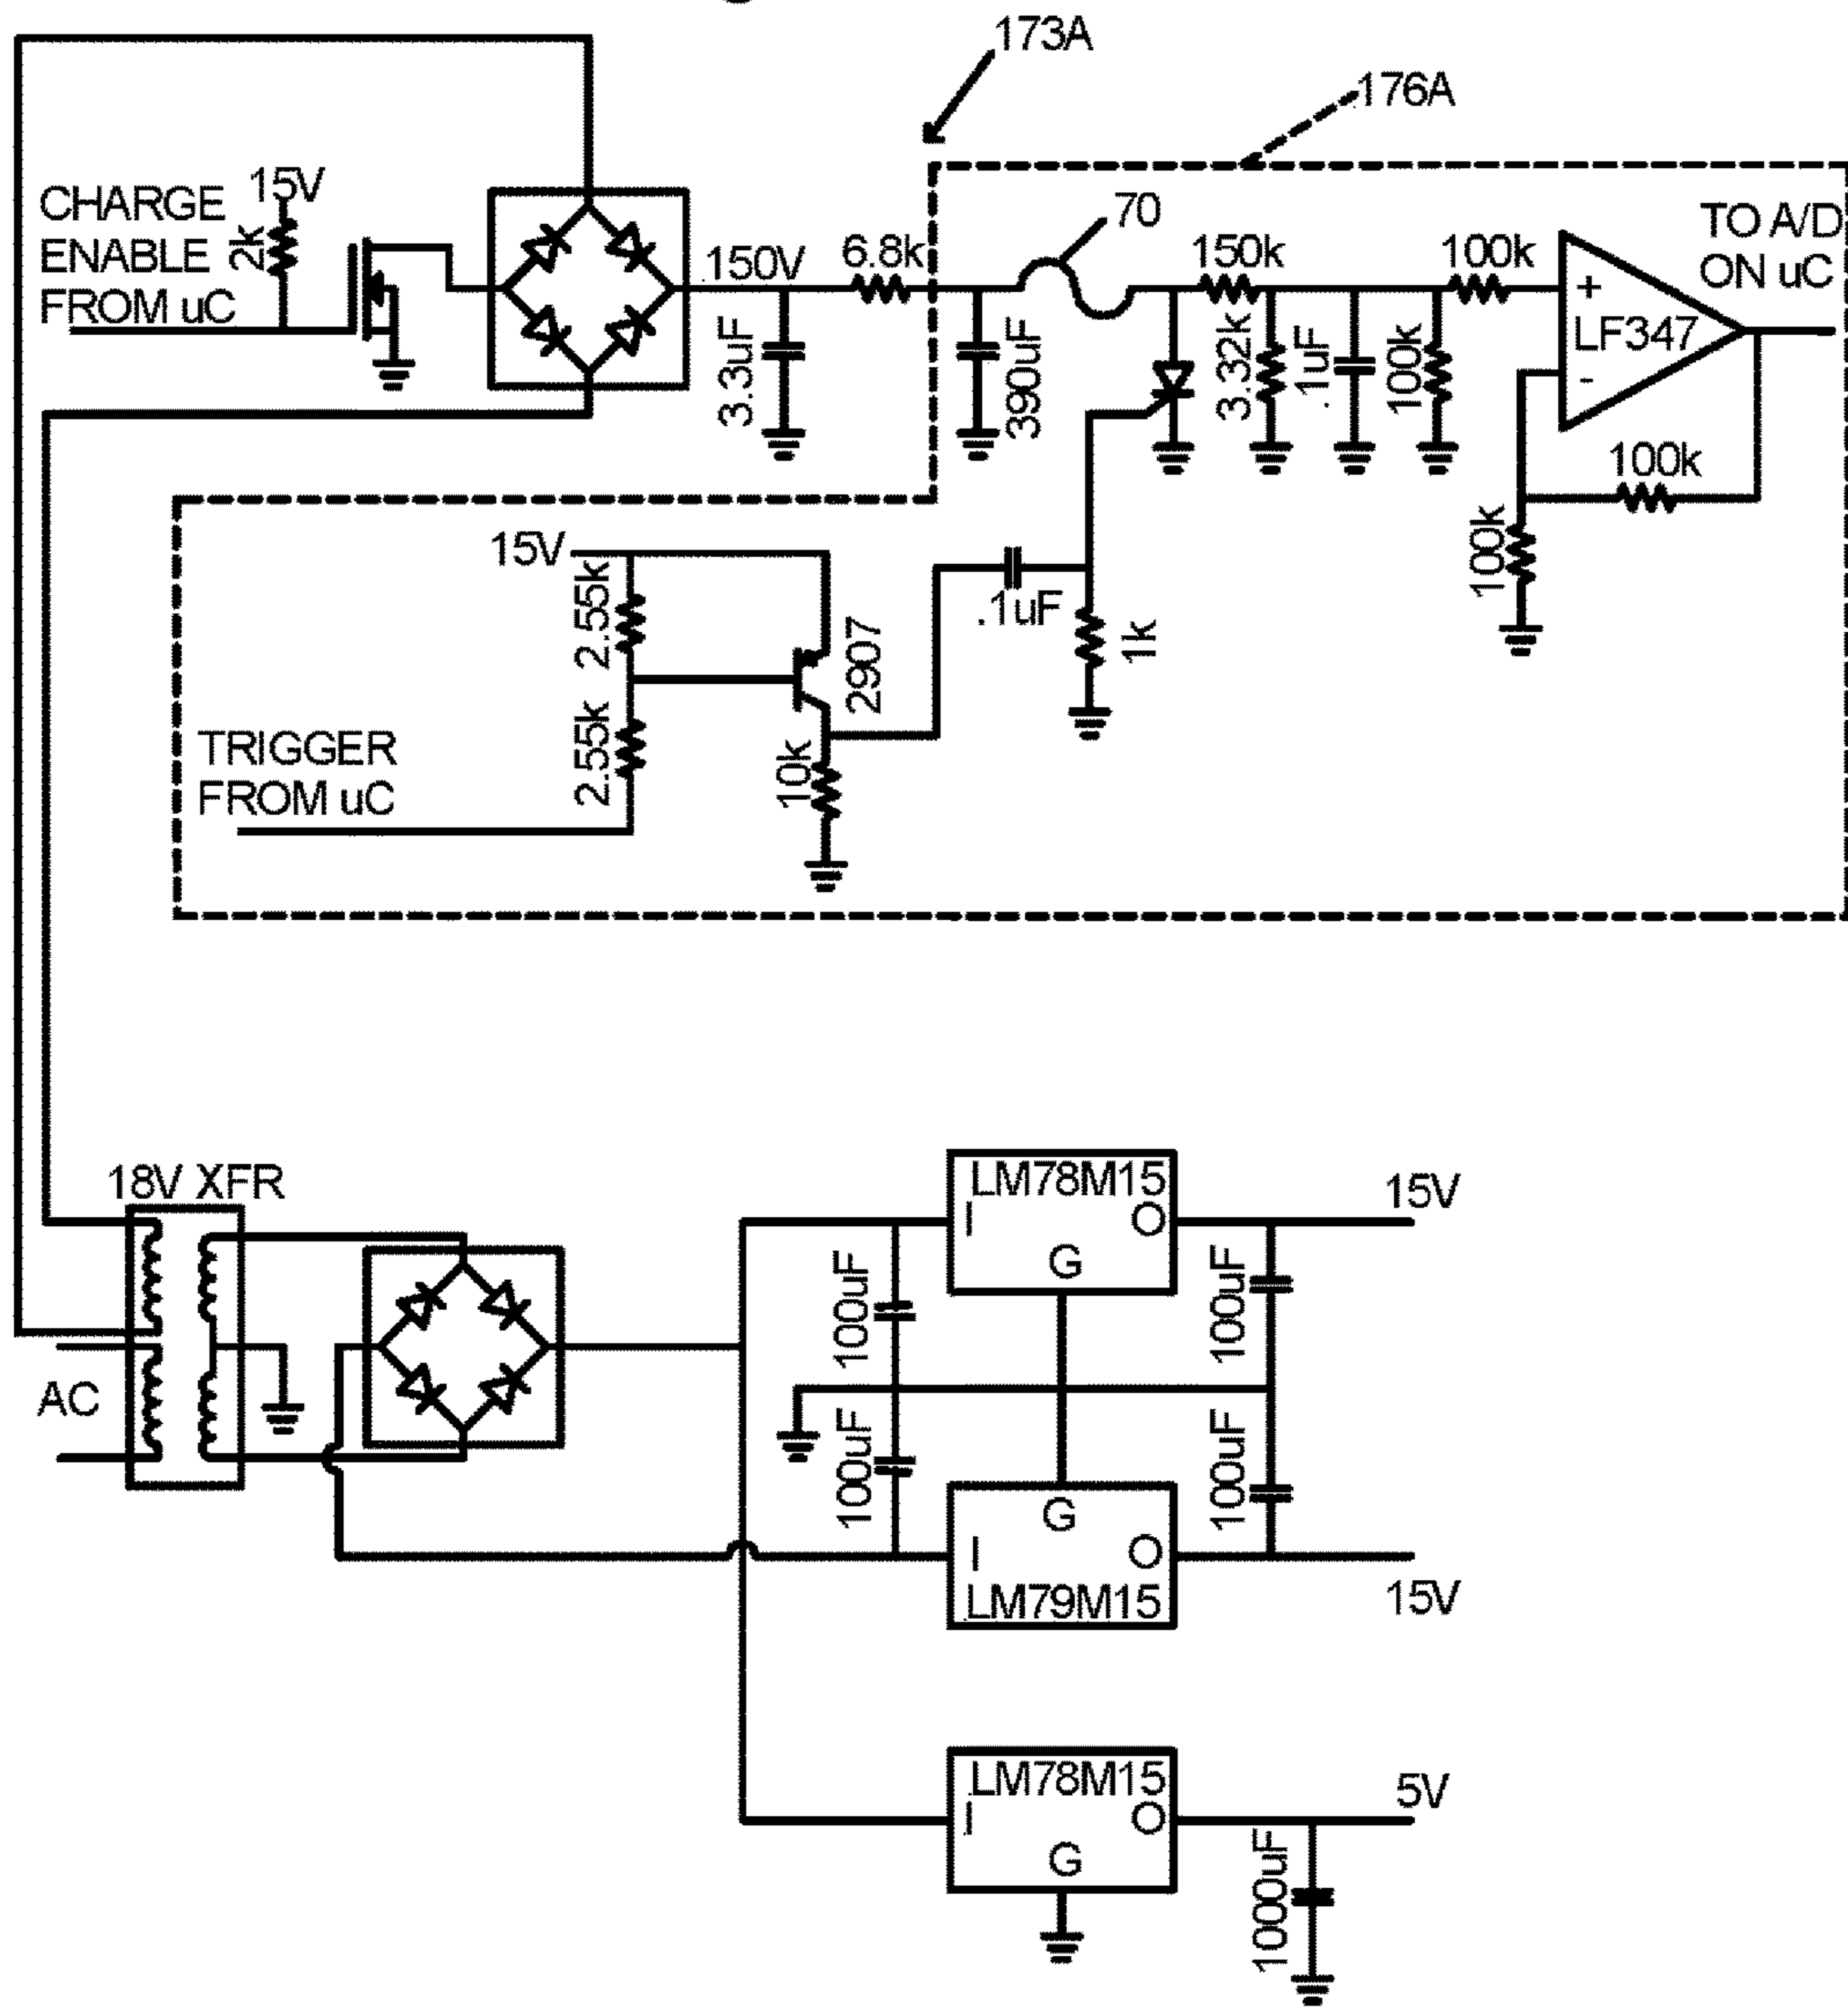 173A
176A
70
CHARGE
ENABLE
FROM uC
15V
2k
150V
6.8k
3.3uF
390uF
150k
3.32k
.1uF
100k
100k
+
LF347
-
TO A/D
ON uC
100k
100k
15V
2.55k
2.55k
2907
10k
.1uF
1k
TRIGGER
FROM uC
18V XFR
AC
100uF
100uF
LM78M15
I
O
G
100uF
15V
G
I
O
LM79M15
100uF
15V
LM78M15
I
O
G
5V
1000uF